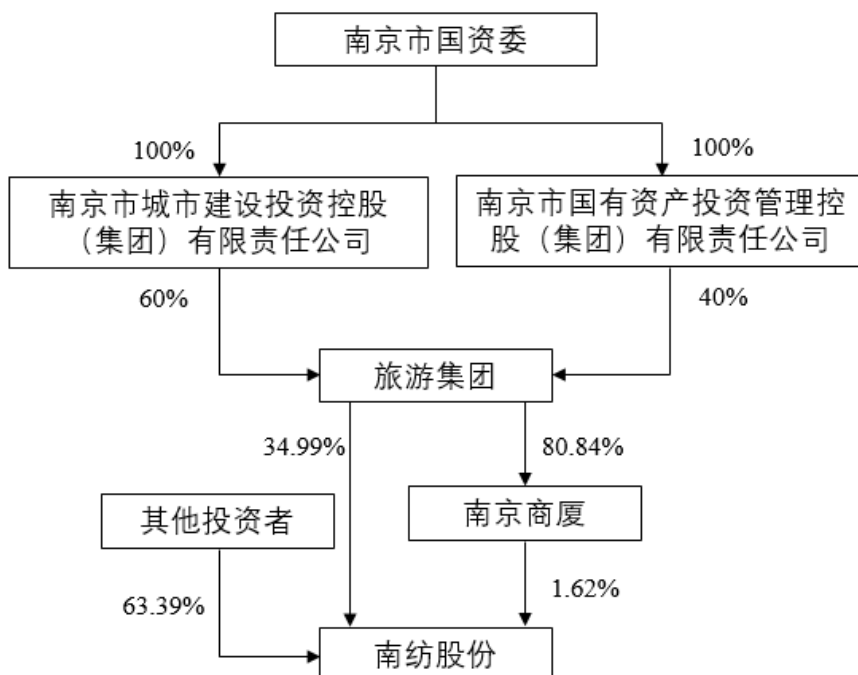 南京市国资委
100%
100%
南京市城市建设投资控股
（集团）有限责任公司
南京市国有资产投资管理控
股（集团）有限责任公司
60%
40%
旅游集团
34.99%
80.84%
其他投资者
南京商厦
63.39%
1.62%
南纺股份